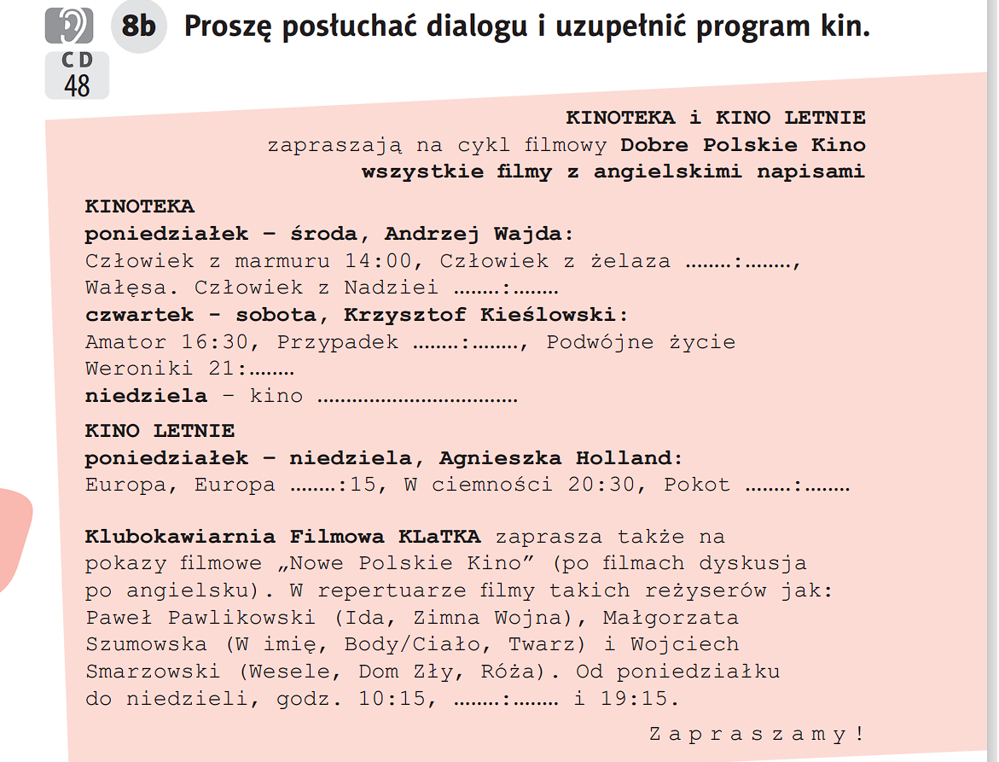 8b Proszę posłuchać dialogu i uzupełnić program kin.
CD
48
KINOTEKA i KINO LETNIE
zapraszają na cykl filmowy Dobre Polskie Kino
wszystkie filmy z angielskimi napisami
KINOTEKA
poniedziałek – środa, Andrzej Wajda:
Człowiek z marmuru 14:00, Człowiek z żelaza ........:........,
Wałęsa. Człowiek z Nadziei ........:........
czwartek – sobota, Krzysztof Kieślowski:
Amator 16:30, Przypadek ........:........, Podwójne życie
Weroniki 21:........
niedziela – kino ...................................
KINO LETNIE
poniedziałek – niedziela, Agnieszka Holland:
Europa, Europa ........:15, W ciemności 20:30, Pokot ........:........
Klubokawiarnia Filmowa KLaTKA zaprasza także na
pokazy filmowe „Nowe Polskie Kino” (po filmach dyskusja
po angielsku). W repertuarze filmy takich reżyserów jak:
Paweł Pawlikowski (Ida, Zimna Wojna), Małgorzata
Szumowska (W imię, Body/Ciało, Twarz) i Wojciech
Smarzowski (Wesele, Dom Zły, Róża). Od poniedziałku
do niedzieli, godz. 10:15, ........:........ i 19:15.
Zapraszamy!